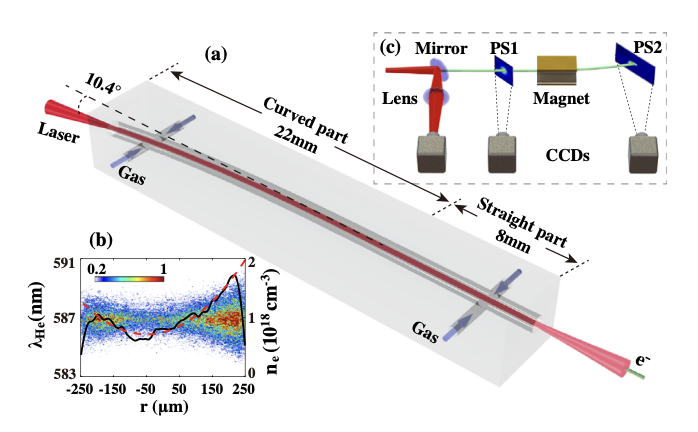 (a)
10.4°
Laser
Gas
Curved part
22mm
Straight part
8mm
Gas
e-
(b)
591
587
583
λHe(nm)
0.2
1
2
1
0
ne (10^18 cm-3)
-250 -150 -50 50 150 250
r (μm)
(c)
Mirror
PS1
PS2
Lens
Magnet
CCDs